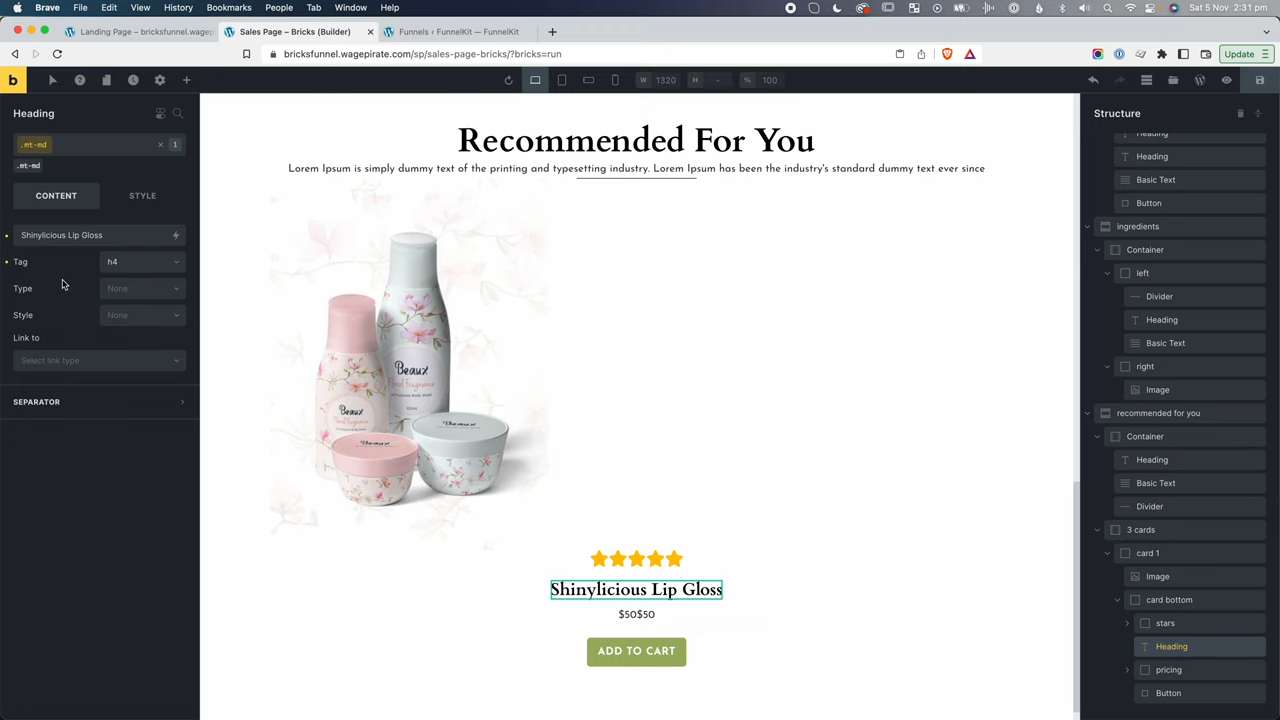 Brave File Edit View History Bookmarks People Tab Window Help
Sat 5 Nov 2:31 pm
Landing Page – bricksfunnel.wagep
Sales Page – Bricks (Builder)
Funnels ‹ FunnelKit — FunnelKit
bricksfunnel.wagepirate.com/sp/sales-page-bricks/?bricks=run
Update
b
W 1320 H - % 100
Heading
.mt-md
1
.mt-md
CONTENT STYLE
Shinylicious Lip Gloss
Tag h4
Type None
Style None
Link to
Select link type
SEPARATOR
Recommended For You
Lorem Ipsum is simply dummy text of the printing and typesetting industry. Lorem Ipsum has been the industry's standard dummy text ever since
Beaux
Floral Fragrance
Beaux
Beaux
Beaux
Shinylicious Lip Gloss
$50$50
ADD TO CART
Structure
Heading
Heading
Basic Text
Button
ingredients
Container
left
Divider
Heading
Basic Text
right
Image
recommended for you
Container
Heading
Basic Text
Divider
3 cards
card 1
Image
card bottom
stars
Heading
pricing
Button